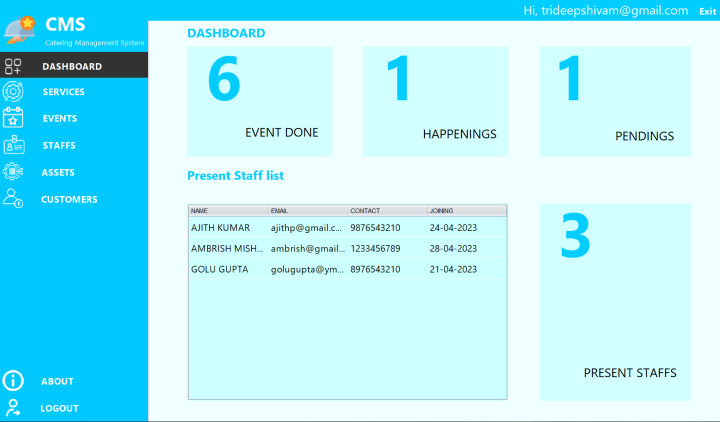 Hi, trideepshivam@gmail.com Exit
CMS
Catering Management System
DASHBOARD
SERVICES
EVENTS
STAFFS
ASSETS
CUSTOMERS
ABOUT
LOGOUT
DASHBOARD
6
EVENT DONE
1
HAPPENINGS
1
PENDINGS
Present Staff list
NAME EMAIL CONTACT JOINING
AJITH KUMAR ajithp@gmail.c... 9876543210 24-04-2023
AMBRISH MISH... ambrish@gmail... 1233456789 28-04-2023
GOLU GUPTA golugupta@ym... 8976543210 21-04-2023
3
PRESENT STAFFS